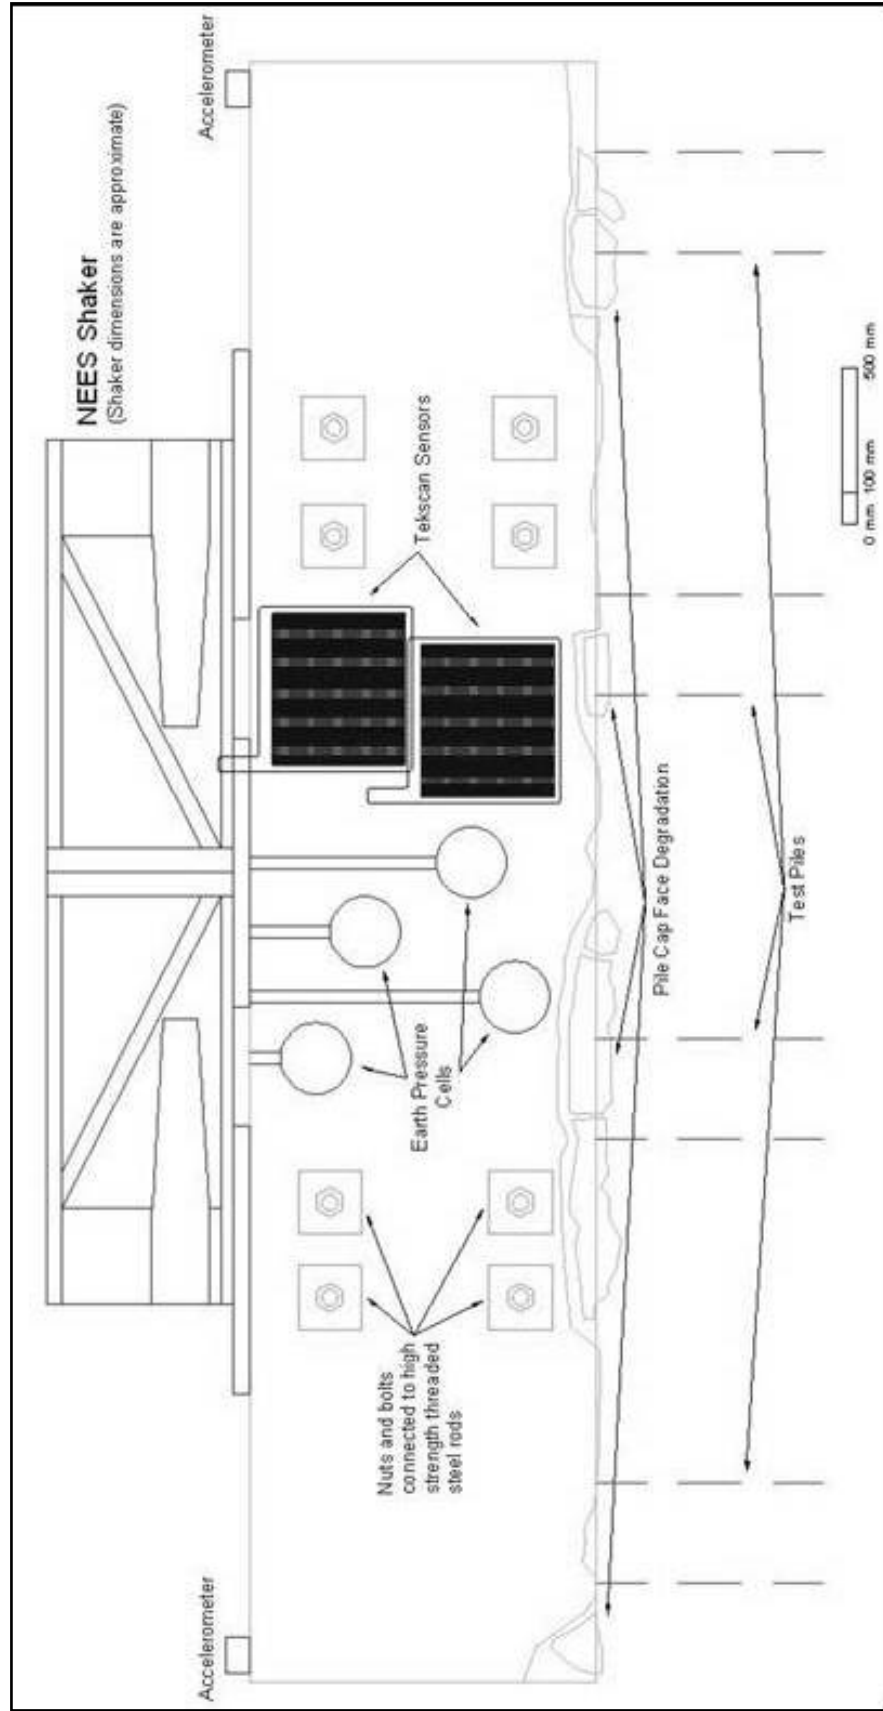 NEES Shaker
(Shaker dimensions are approximate)
Accelerometer
Accelerometer
Tekscan Sensors
Earth Pressure
Cells
Nuts and bolts
connected to high
strength threaded
steel rods
Pile Cap Face Degradation
Test Piles
0 mm 100 mm 500 mm